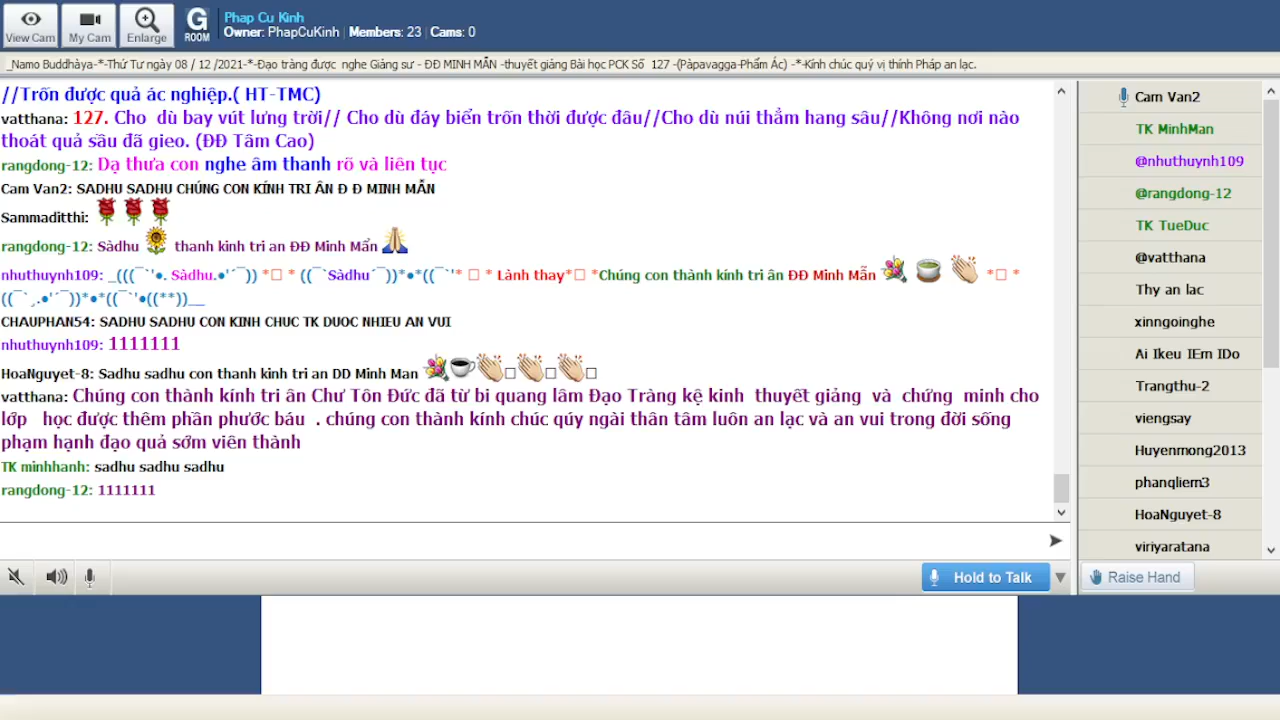 View Cam
My Cam
Enlarge
G
ROOM
Phap Cu Kinh
Owner: PhapCuKinh | Members: 23 | Cams: 0
_Namo Buddhàya-*-Thứ Tư ngày 08 / 12 /2021-*-Đạo tràng được nghe Giảng sư - ĐĐ MINH MẪN -thuyết giảng Bài học PCK Số 127 -(Pàpavagga-Phẩm Ác) -*-Kính chúc quý vị thính Pháp an lạc.
//Trốn được quả ác nghiệp.( HT-TMC)
vatthana: 127. Cho dù bay vút lưng trời// Cho dù đáy biển trốn thời được đâu//Cho dù núi thẳm hang sâu//Không nơi nào
thoát quả sầu đã gieo. (ĐĐ Tâm Cao)
rangdong-12: Dạ thưa con nghe âm thanh rõ và liên tục
Cam Van2: SADHU SADHU CHÚNG CON KÍNH TRI ÂN Đ Đ MINH MẪN
Sammaditthi:
rangdong-12: Sàdhu thanh kinh tri an ĐĐ Minh Mẩn
nhuthuynh109: _(((¯`'●. Sàdhu.●'´¯)) *□ * ((¯`Sàdhu´¯))*●*((¯`'* □ * Lành thay*□ *Chúng con thành kính tri ân ĐĐ Minh Mẫn *□ *
((¯`¸.●'´¯))*●*((¯`'●((**))__
CHAUPHAN54: SADHU SADHU CON KINH CHUC TK DUOC NHIEU AN VUI
nhuthuynh109: 1111111
HoaNguyet-8: Sadhu sadhu con thanh kinh tri an DD Minh Man
vatthana: Chúng con thành kính tri ân Chư Tôn Đức đã từ bi quang lâm Đạo Tràng kệ kinh thuyết giảng và chứng minh cho
lớp học được thêm phần phước báu . chúng con thành kính chúc qúy ngài thân tâm luôn an lạc và an vui trong đời sống
phạm hạnh đạo quả sớm viên thành
TK minhhanh: sadhu sadhu sadhu
rangdong-12: 1111111
Hold to Talk
Cam Van2
TK MinhMan
@nhuthuynh109
@rangdong-12
TK TueDuc
@vatthana
Thy an lac
xinngoinghe
Ai lkeu IEm IDo
Trangthu-2
viengsay
Huyenmong2013
phanqliem3
HoaNguyet-8
viriyaratana
Raise Hand